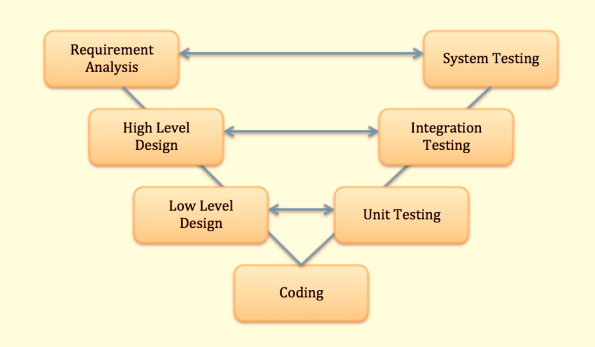 Requirement
Analysis
System Testing
High Level
Design
Integration
Testing
Low Level
Design
Unit Testing
Coding